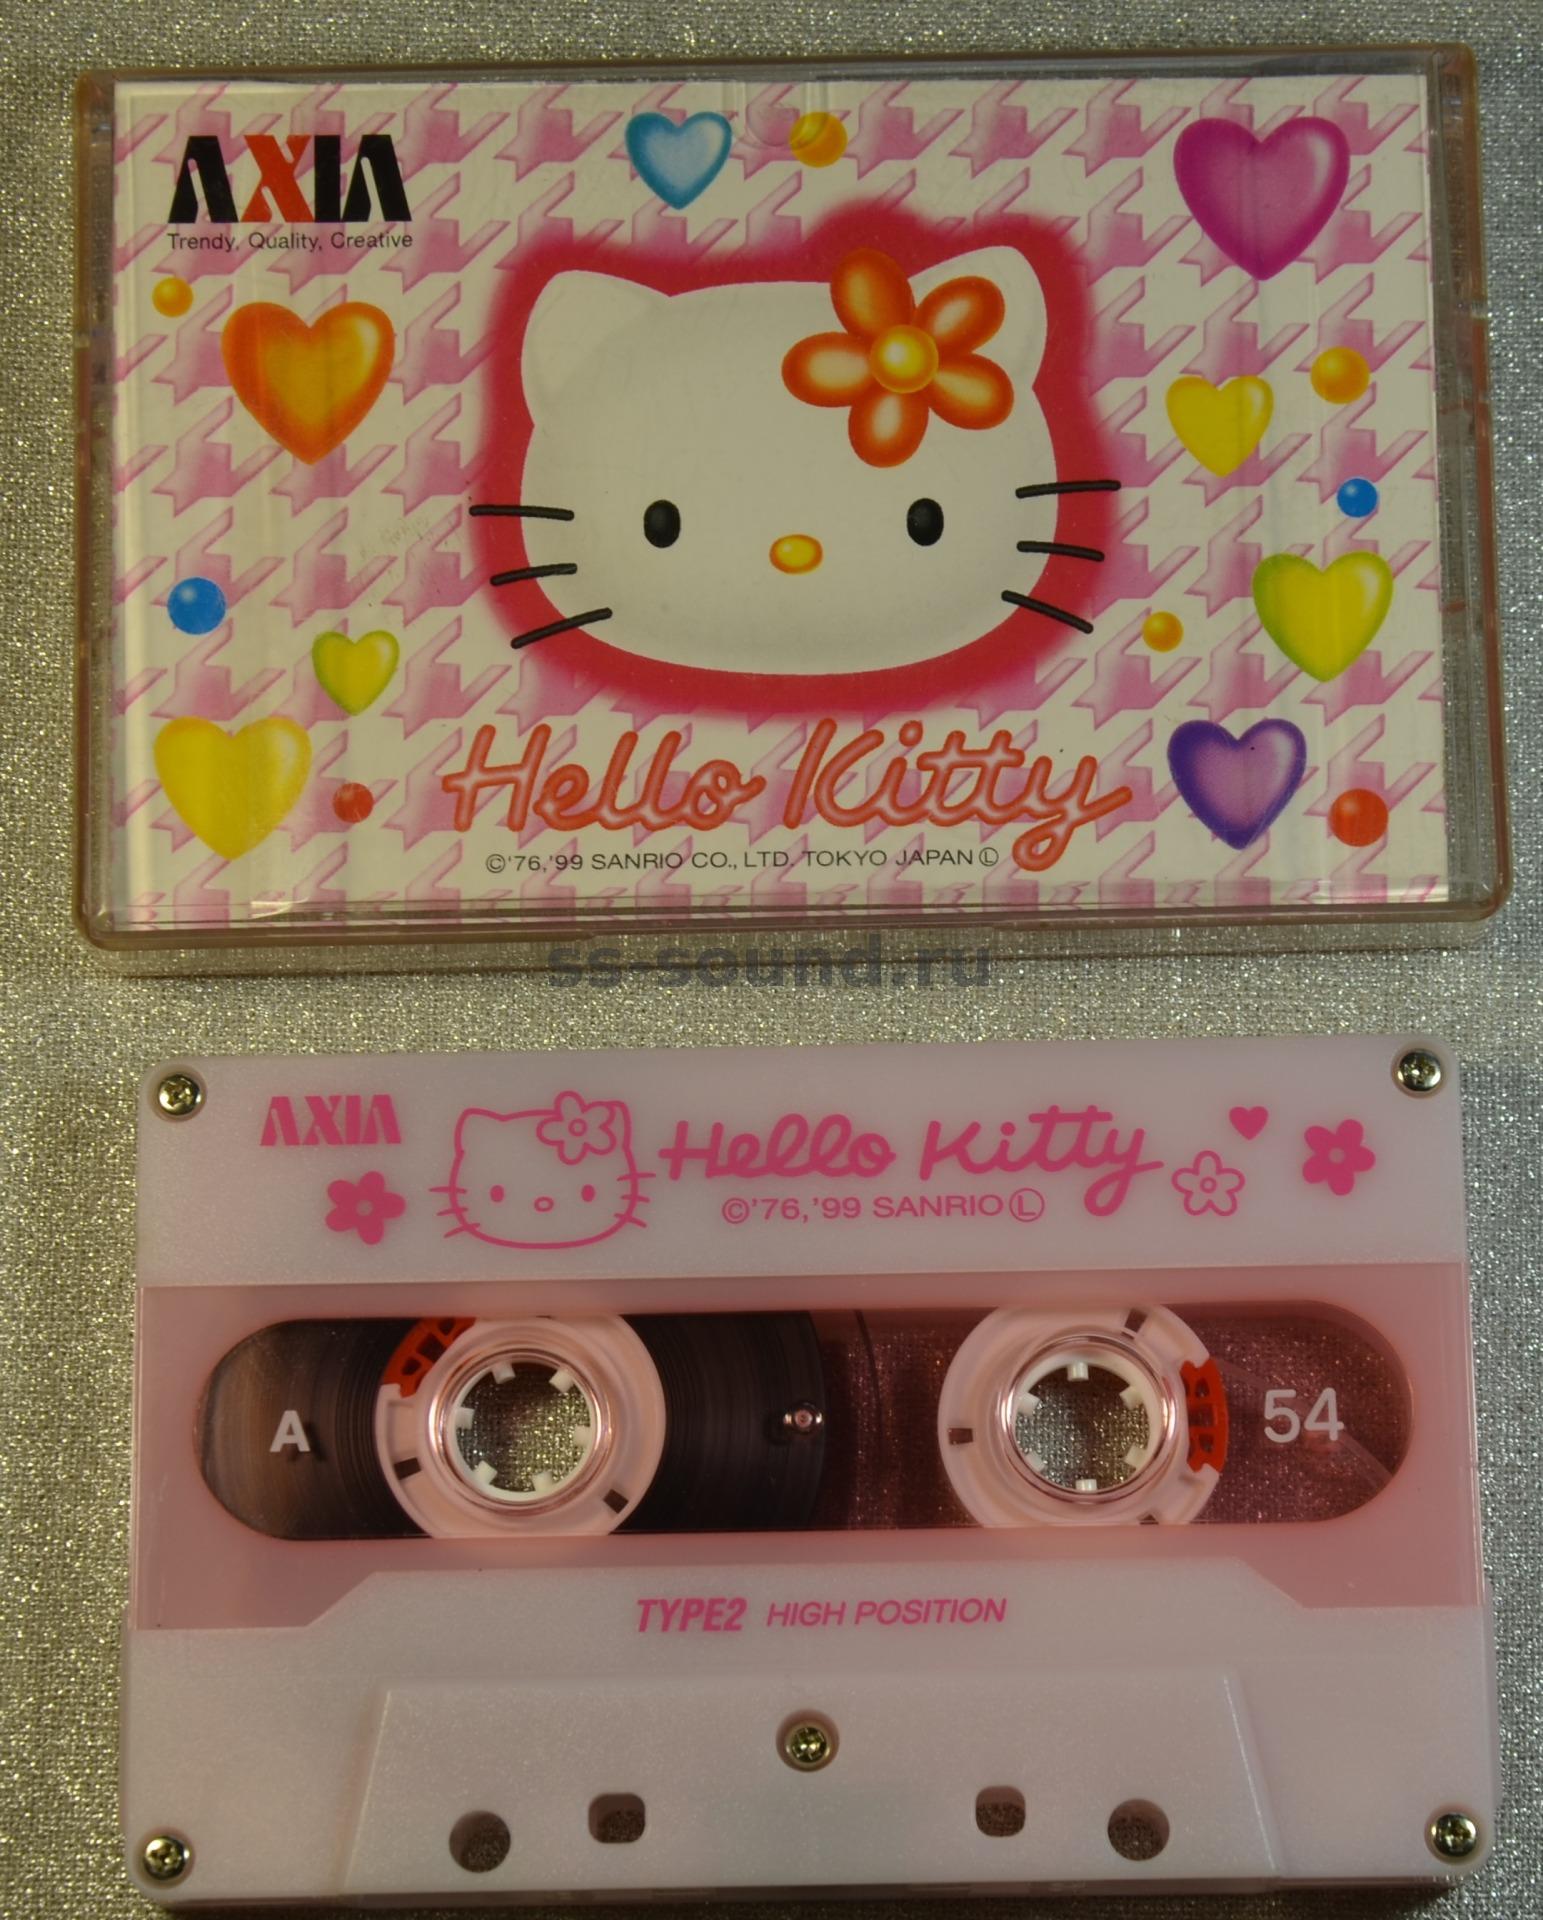 AXIA
Trendy, Quality, Creative
Hello Kitty
©'76,'99 SANRIO CO., LTD. TOKYO JAPAN Ⓛ
ss-sound.ru
AXIA Hello Kitty
©'76,'99 SANRIO Ⓛ
A 54
TYPE2 HIGH POSITION